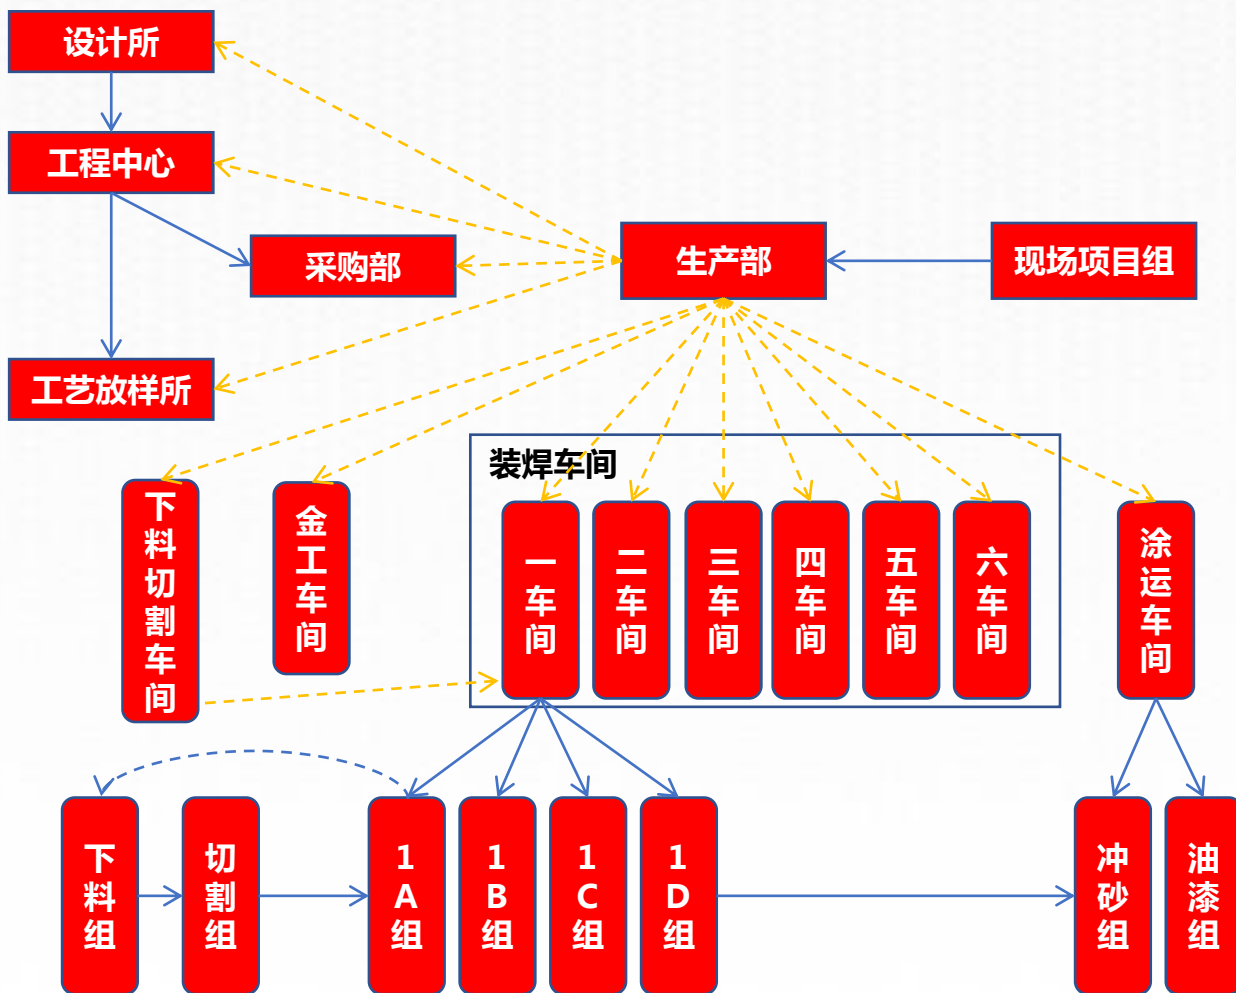 设计所
工程中心
采购部
生产部
现场项目组
工艺放样所
装焊车间
下料切割车间
金工车间
一车间
二车间
三车间
四车间
五车间
六车间
涂运车间
下料组
切割组
1A组
1B组
1C组
1D组
冲砂组
油漆组